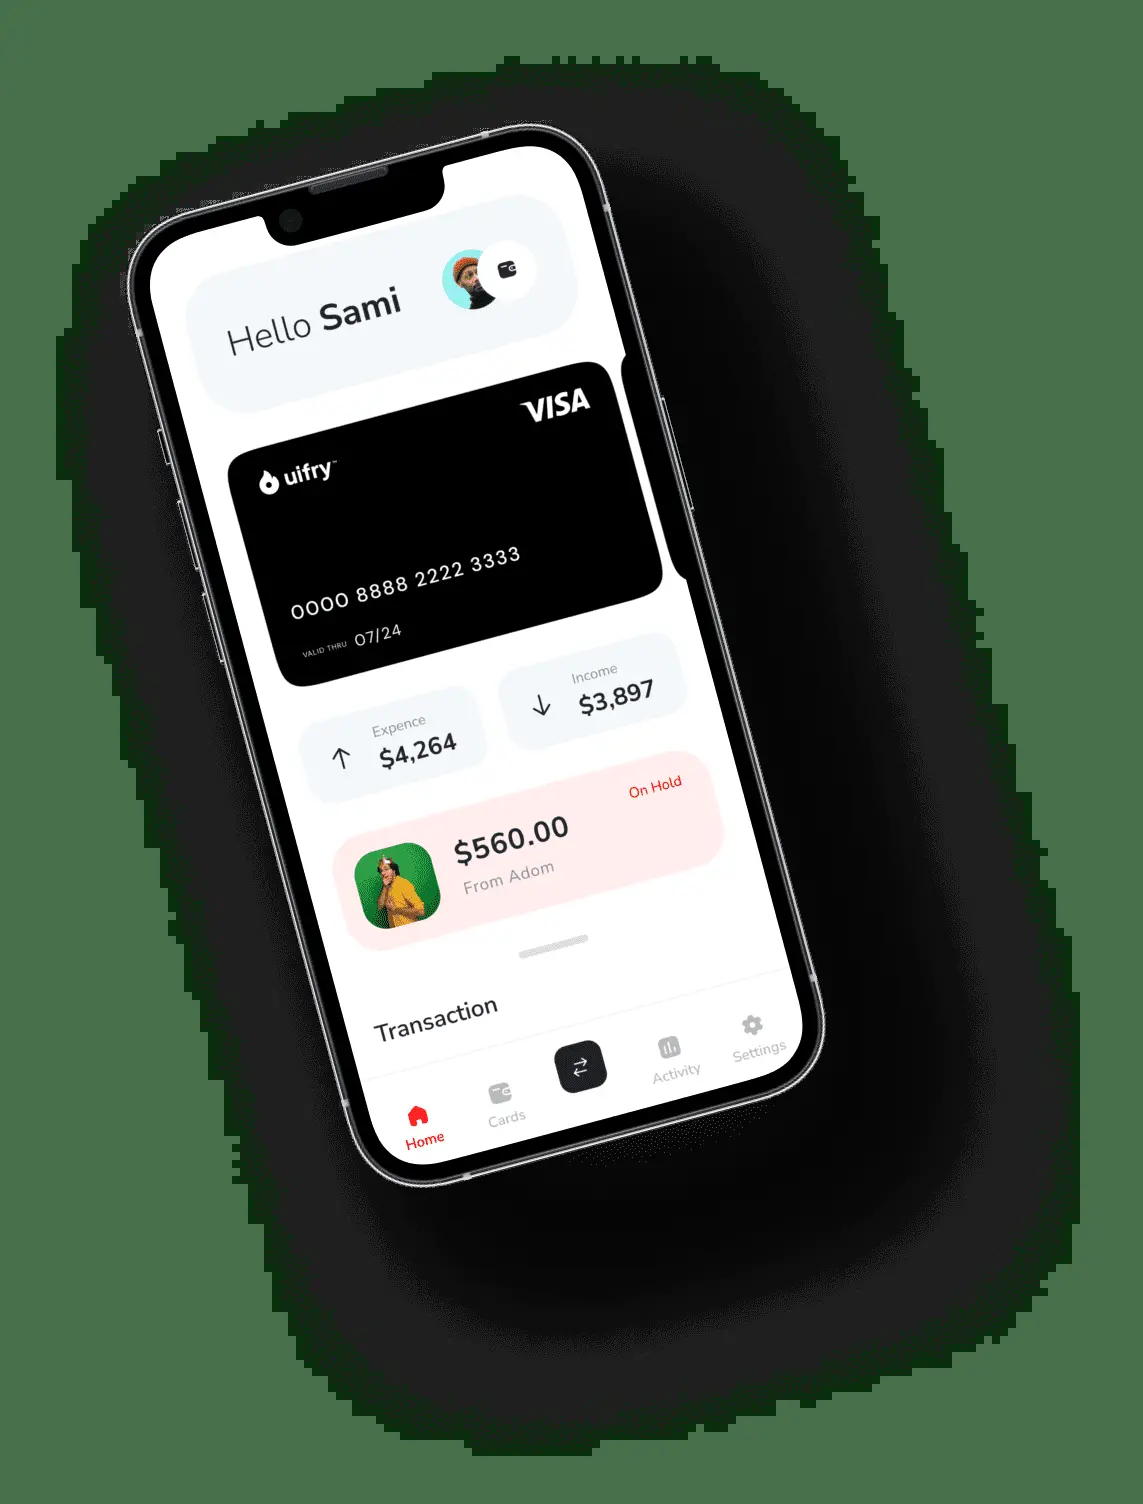 Hello Sami
VISA
uifry™
0000 8888 2222 3333
VALID THRU 07/24
Expence
$4,264
Income
$3,897
On Hold
$560.00
From Adom
Transaction
Home
Cards
Activity
Settings